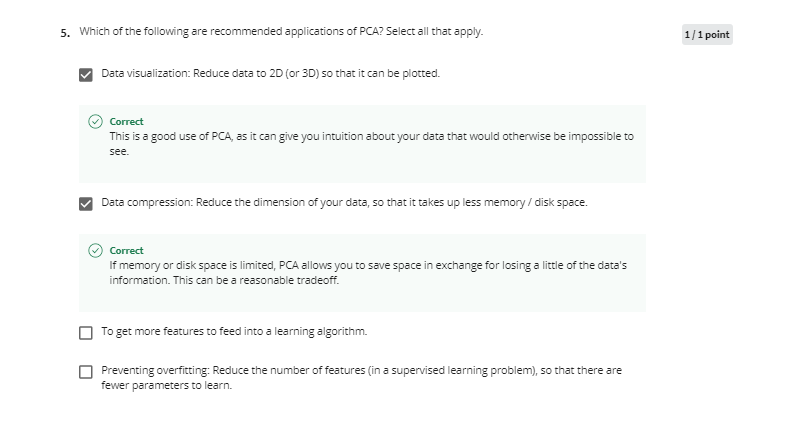 5. Which of the following are recommended applications of PCA? Select all that apply.
1 / 1 point
Data visualization: Reduce data to 2D (or 3D) so that it can be plotted.
Correct
This is a good use of PCA, as it can give you intuition about your data that would otherwise be impossible to
see.
Data compression: Reduce the dimension of your data, so that it takes up less memory / disk space.
Correct
If memory or disk space is limited, PCA allows you to save space in exchange for losing a little of the data's
information. This can be a reasonable tradeoff.
To get more features to feed into a learning algorithm.
Preventing overfitting: Reduce the number of features (in a supervised learning problem), so that there are
fewer parameters to learn.